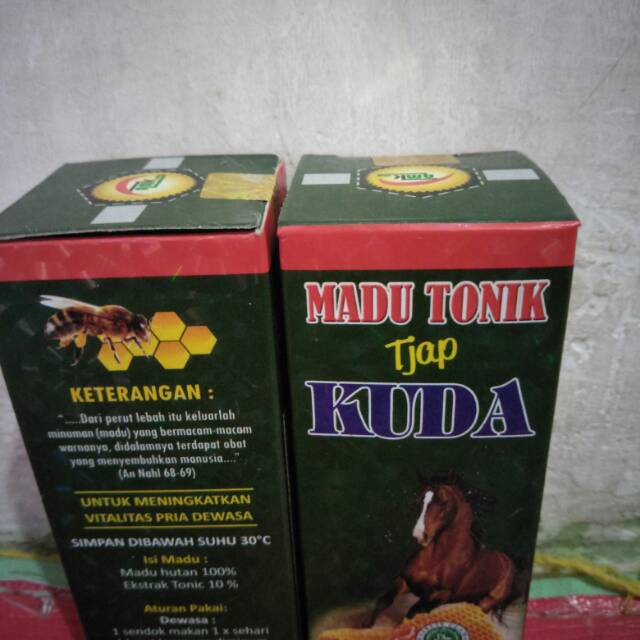 KETERANGAN :
“.....Dari perut lebah itu keluarlah
minuman (madu) yang bermacam-macam
warnanya, didalamnya terdapat obat
yang menyembuhkan manusia....”
(An Nahl 68-69)
UNTUK MENINGKATKAN
VITALITAS PRIA DEWASA
SIMPAN DIBAWAH SUHU 30°C
Isi Madu :
Madu hutan 100%
Ekstrak Tonic 10 %
Aturan Pakai:
Dewasa :
1 sendok makan 1 x sehari
MADU TONIK
Tjap
KUDA